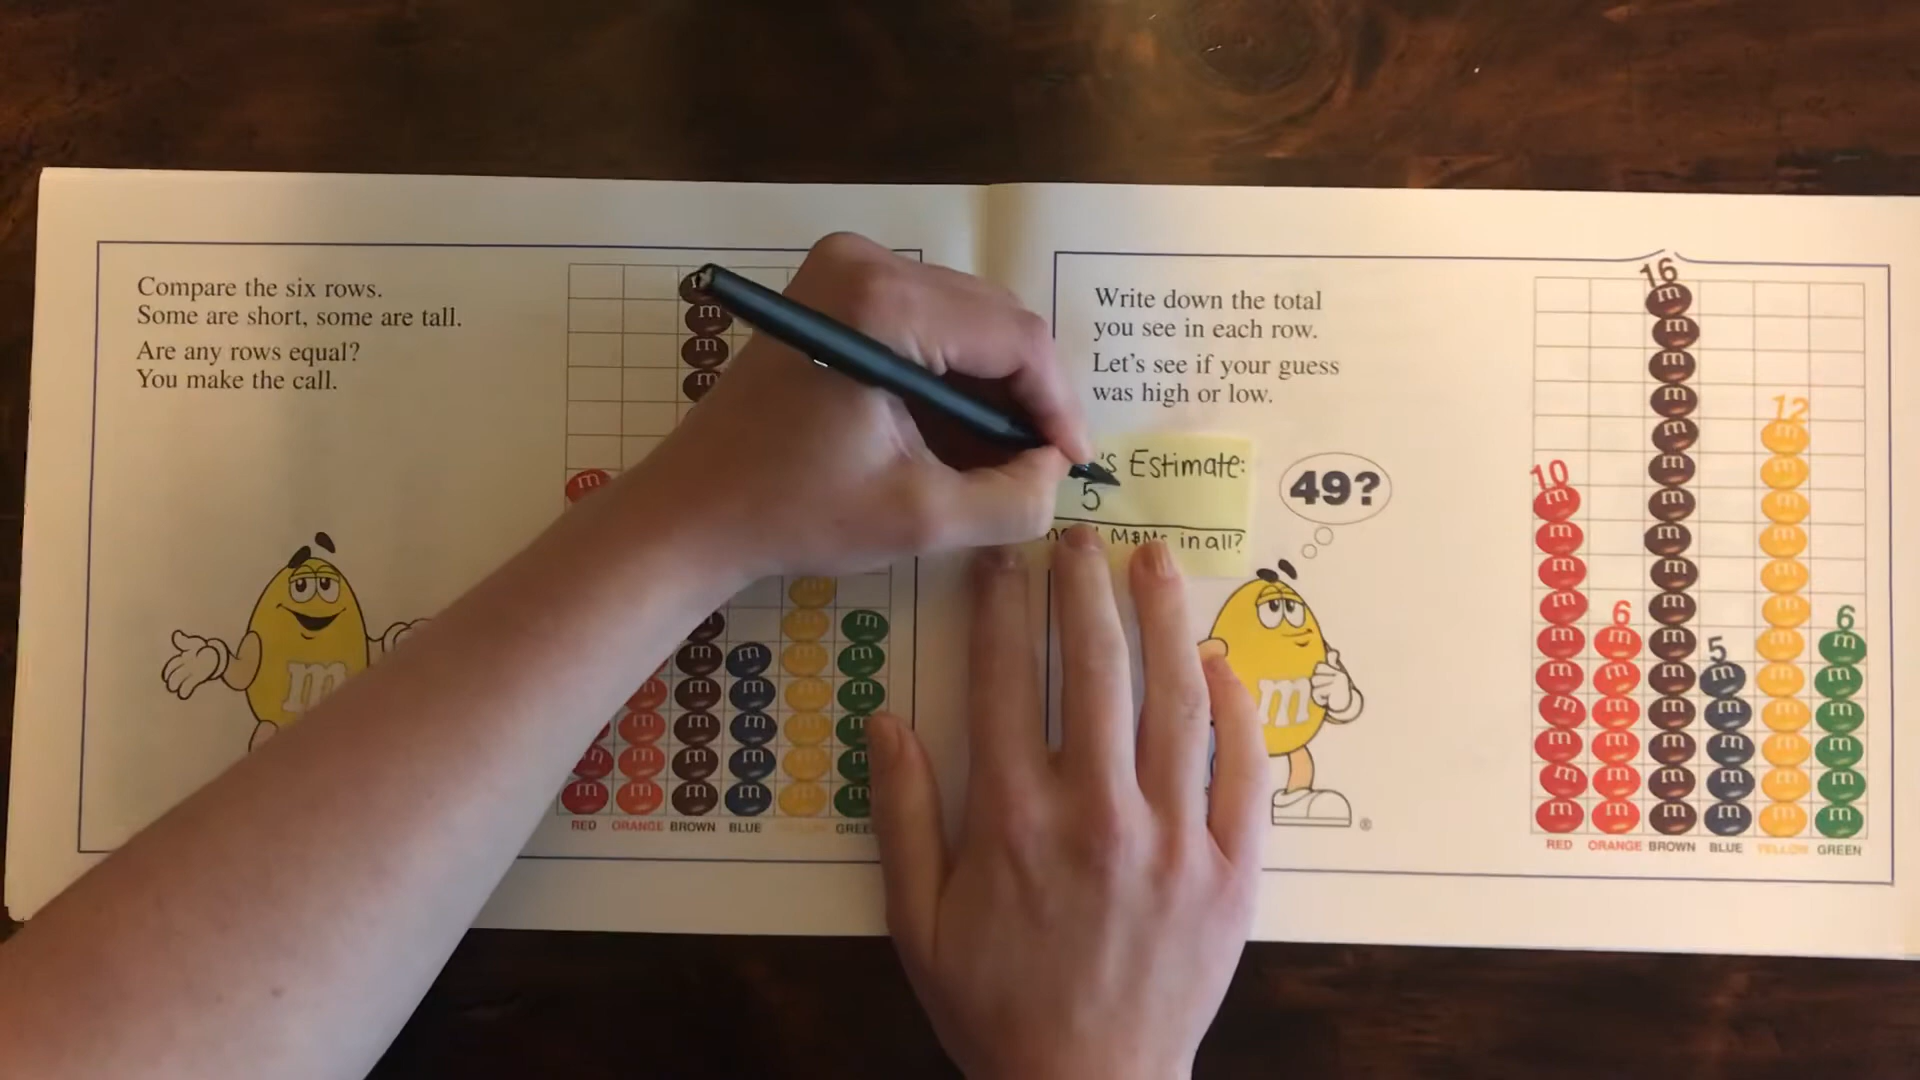 Compare the six rows.
Some are short, some are tall.
Are any rows equal?
You make the call.
RED ORANGE BROWN BLUE YELLOW
Write down the total
you see in each row.
Let's see if your guess
was high or low.
's Estimate:
5
M&Ms in all?
49?
16
12
10
6
5
6
RED ORANGE BROWN BLUE YELLOW GREEN